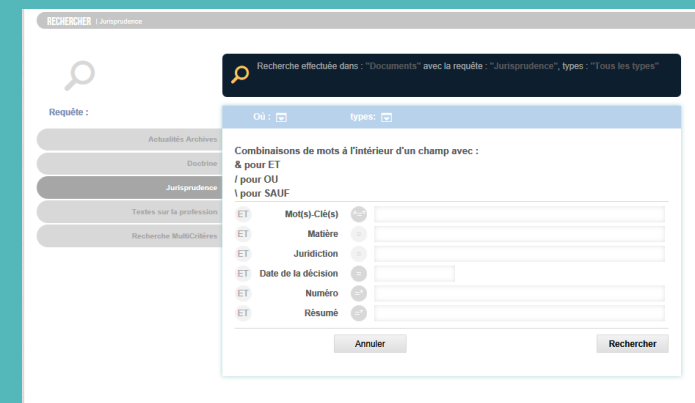 RECHERCHER | Jurisprudence
Recherche effectuée dans : "Documents" avec la requête : "Jurisprudence", types : "Tous les types"
Requête :
Actualités Archives
Doctrine
Jurisprudence
Textes sur la profession
Recherche MultiCritères
Où : types:
Combinaisons de mots à l'intérieur d'un champ avec :
& pour ET
/ pour OU
\ pour SAUF
ET Mot(s)-Clé(s) *=*
ET Matière =
ET Juridiction =
ET Date de la décision =
ET Numéro =*
ET Résumé =*
Annuler Rechercher